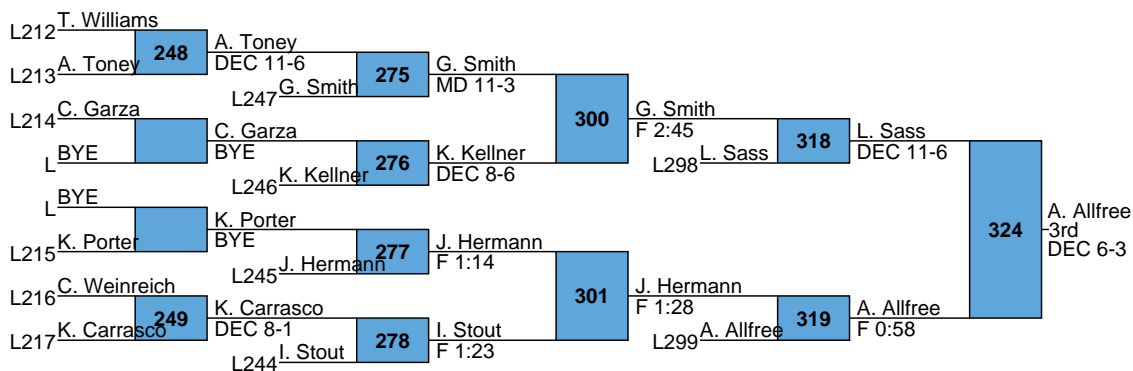 L212 T. Williams
248
A. Toney
DEC 11-6
L213 A. Toney
275
G. Smith
MD 11-3
L247 G. Smith
L214 C. Garza
C. Garza
BYE
L BYE
300
G. Smith
F 2:45
276
K. Kellner
DEC 8-6
L246 K. Kellner
318
L. Sass
DEC 11-6
L298 L. Sass
L BYE
K. Porter
BYE
L215 K. Porter
277
J. Hermann
F 1:14
L245 J. Hermann
324
A. Allfree
3rd
DEC 6-3
L216 C. Weinreich
249
K. Carrasco
DEC 8-1
L217 K. Carrasco
301
J. Hermann
F 1:28
278
I. Stout
F 1:23
L244 I. Stout
319
A. Allfree
F 0:58
L299 A. Allfree